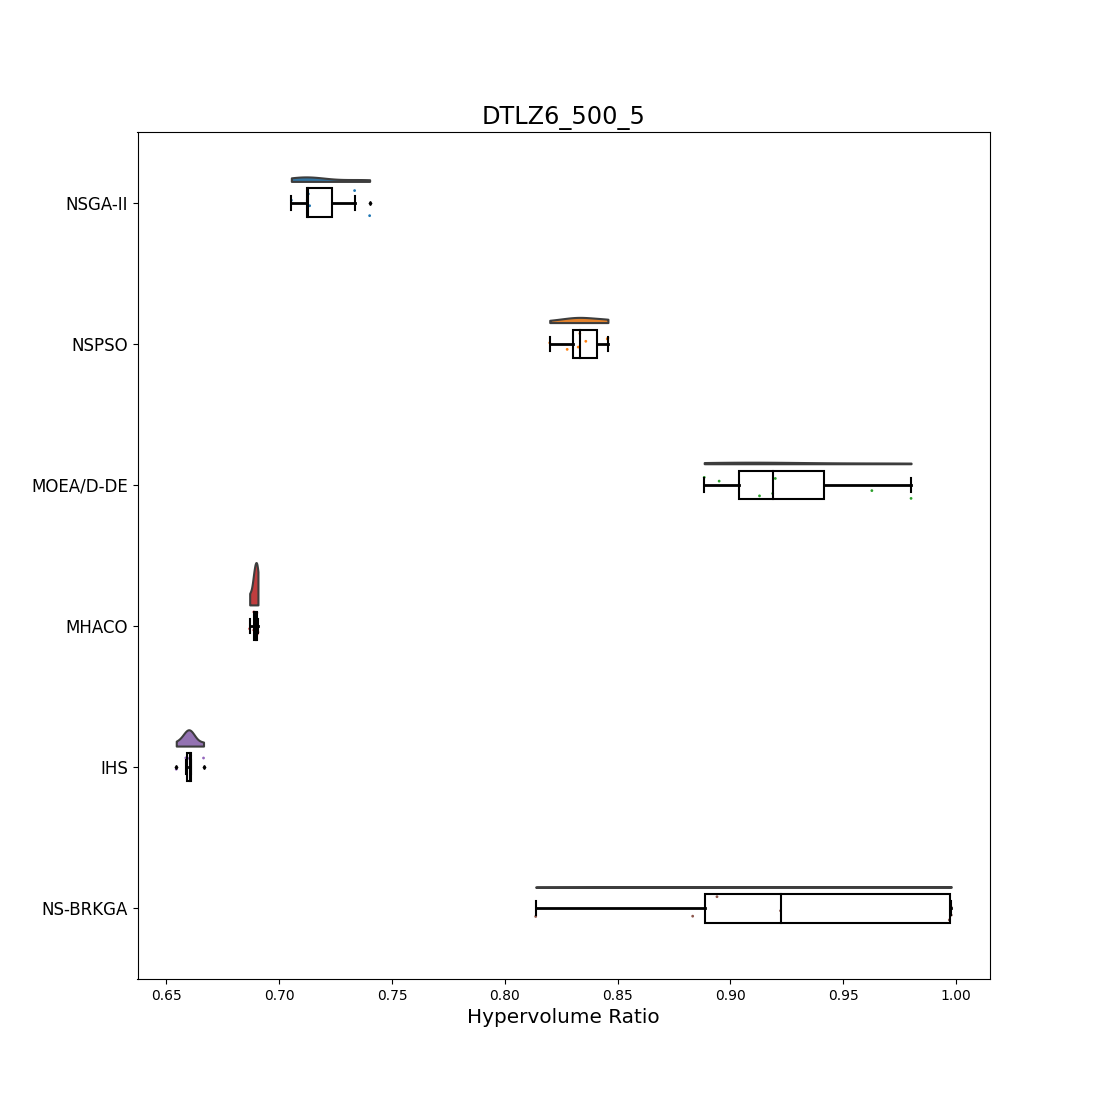 DTLZ6_500_5
NSGA-II
NSPSO
MOEA/D-DE
MHACO
IHS
NS-BRKGA
0.65 0.70 0.75 0.80 0.85 0.90 0.95 1.00
Hypervolume Ratio